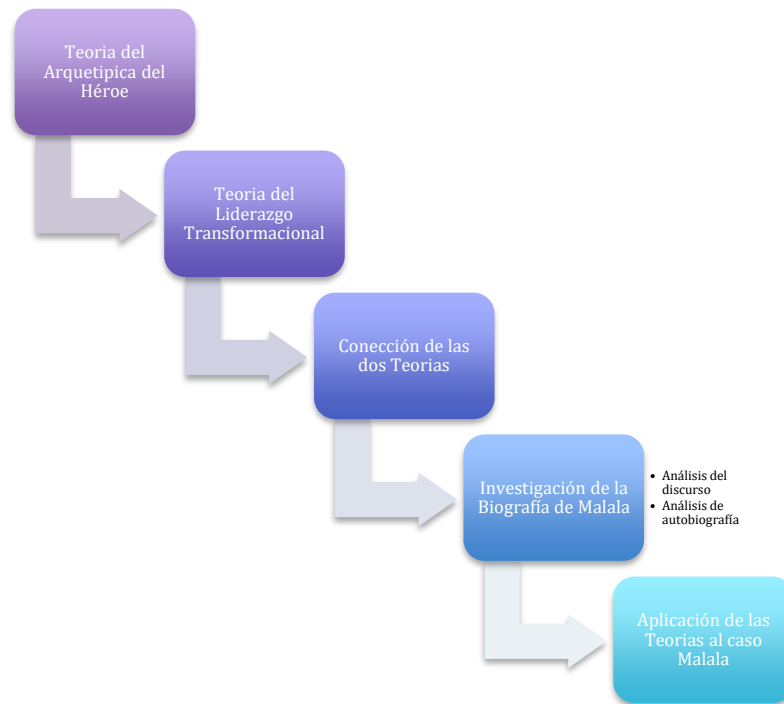 Teoria del
Arquetipica del
Héroe
Teoria del
Liderazgo
Transformacional
Conección de las
dos Teorias
Investigación de la
Biografía de Malala
• Análisis del
discurso
• Análisis de
autobiografía
Aplicación de las
Teorias al caso
Malala